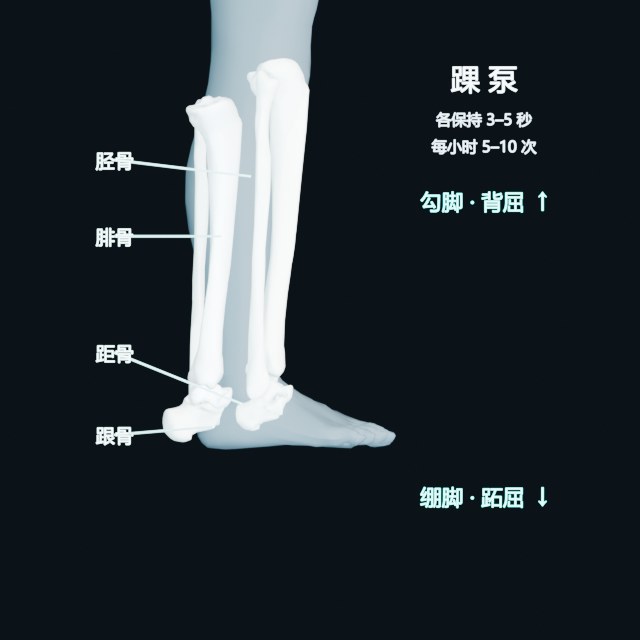 踝泵
各保持 3–5 秒
每小时 5–10 次
勾脚 · 背屈 ↑
胫骨
腓骨
距骨
跟骨
绷脚 · 跖屈 ↓